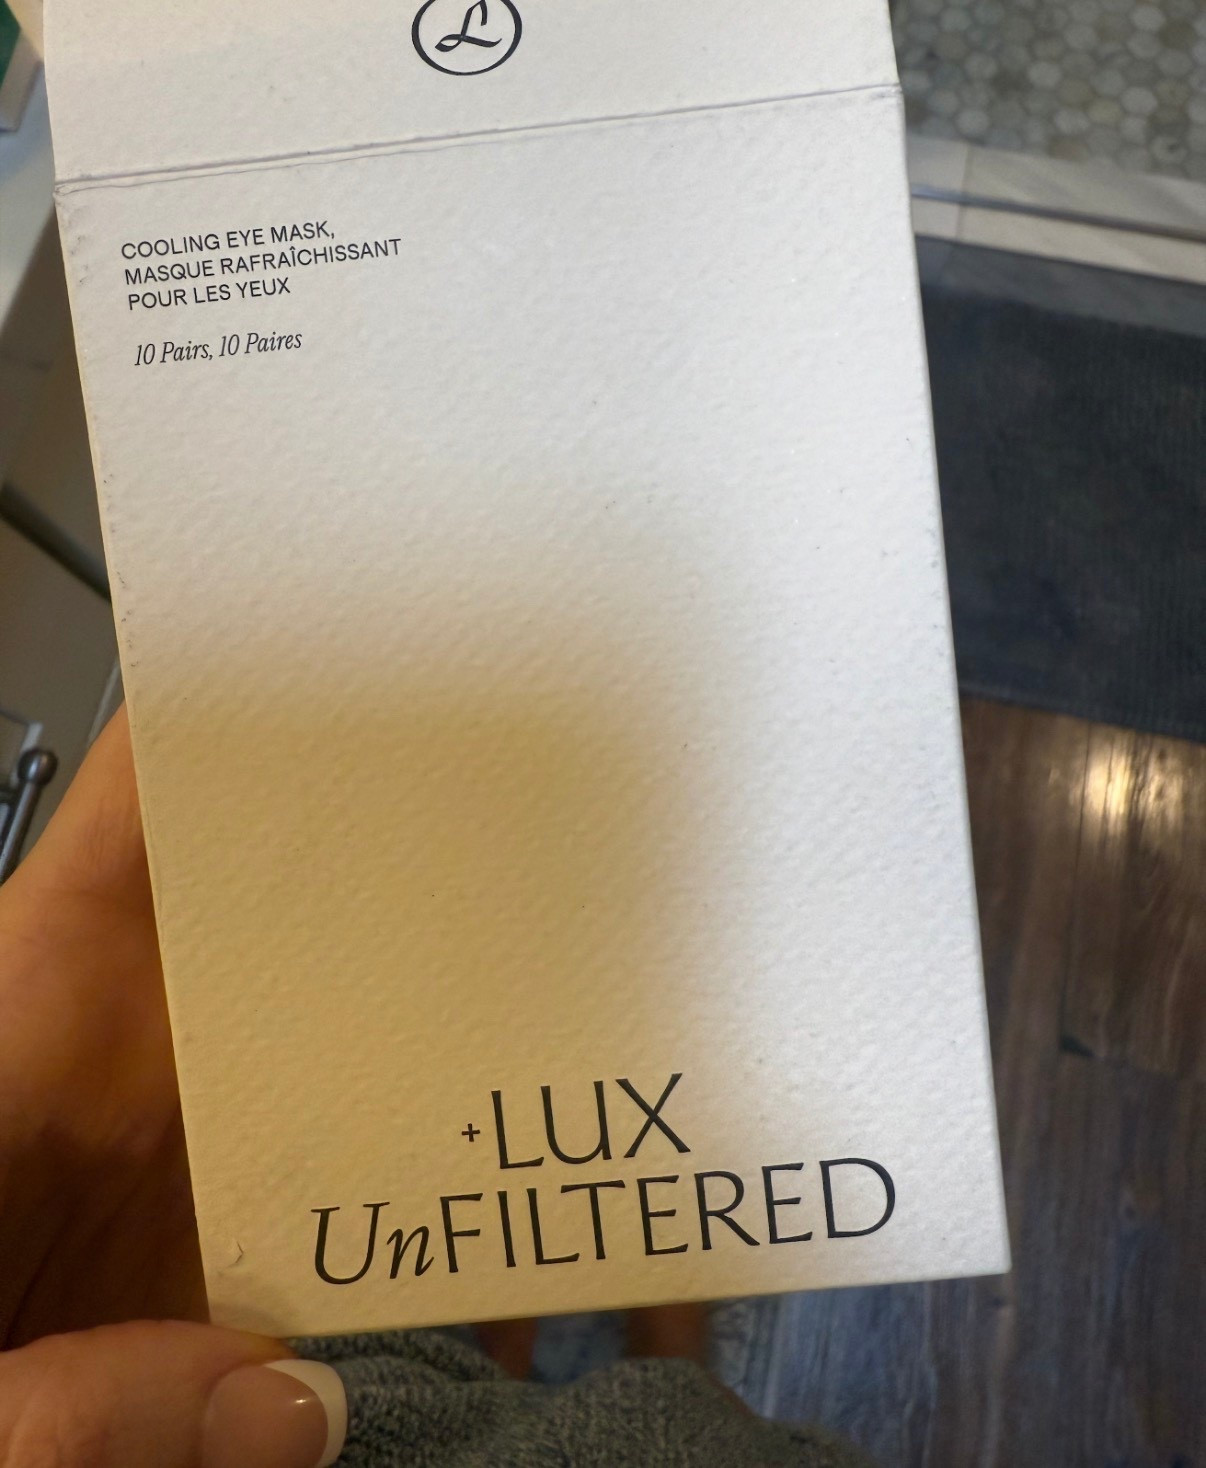 L
COOLING EYE MASK,
MASQUE RAFRAÎCHISSANT
POUR LES YEUX
10 Pairs, 10 Paires
+LUX
UnFILTERED